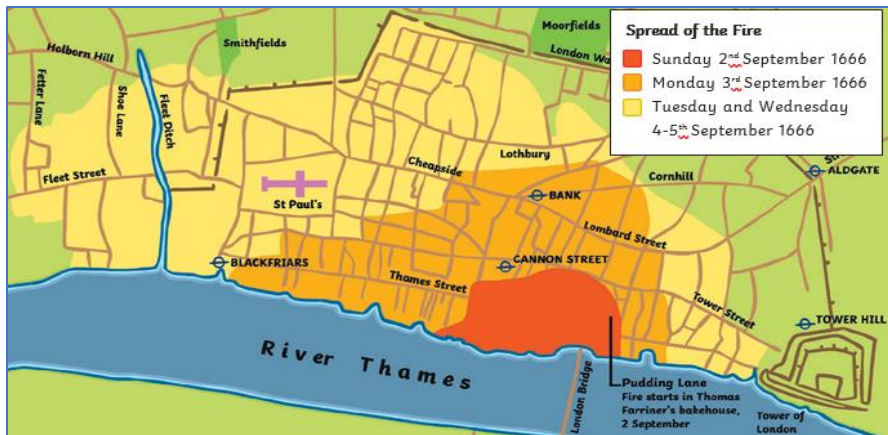 Spread of the Fire
Sunday 2nd September 1666
Monday 3rd September 1666
Tuesday and Wednesday
4-5th September 1666
Moorfields
Smithfields
London Wa
Holborn Hill
Fetter Lane
Shoe Lane
Fleet Ditch
Lothbury
Cheapside
Cornhill
St
ALDGATE
Fleet Street
BANK
St Paul's
Lombard Street
BLACKFRIARS
CANNON STREET
Thames Street
Tower Street
TOWER HILL
River Thames
London Bridge
Pudding Lane
Fire starts in Thomas
Farriner's bakehouse,
2 September
Tower of
London